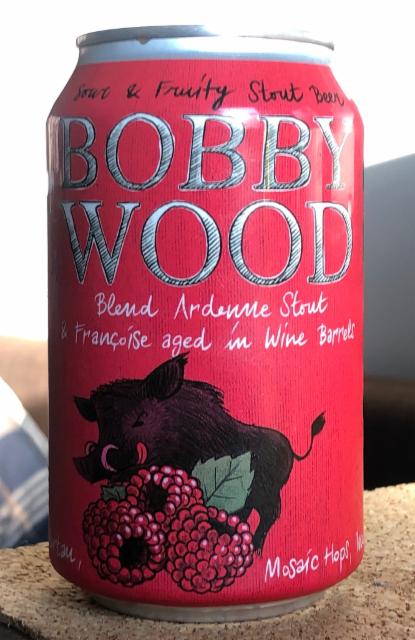 Sour & Fruity Stout Beer
BOBBY
WOOD
Blend Ardenne Stout
& Françoise aged in Wine Barrels
Mosaic Hops